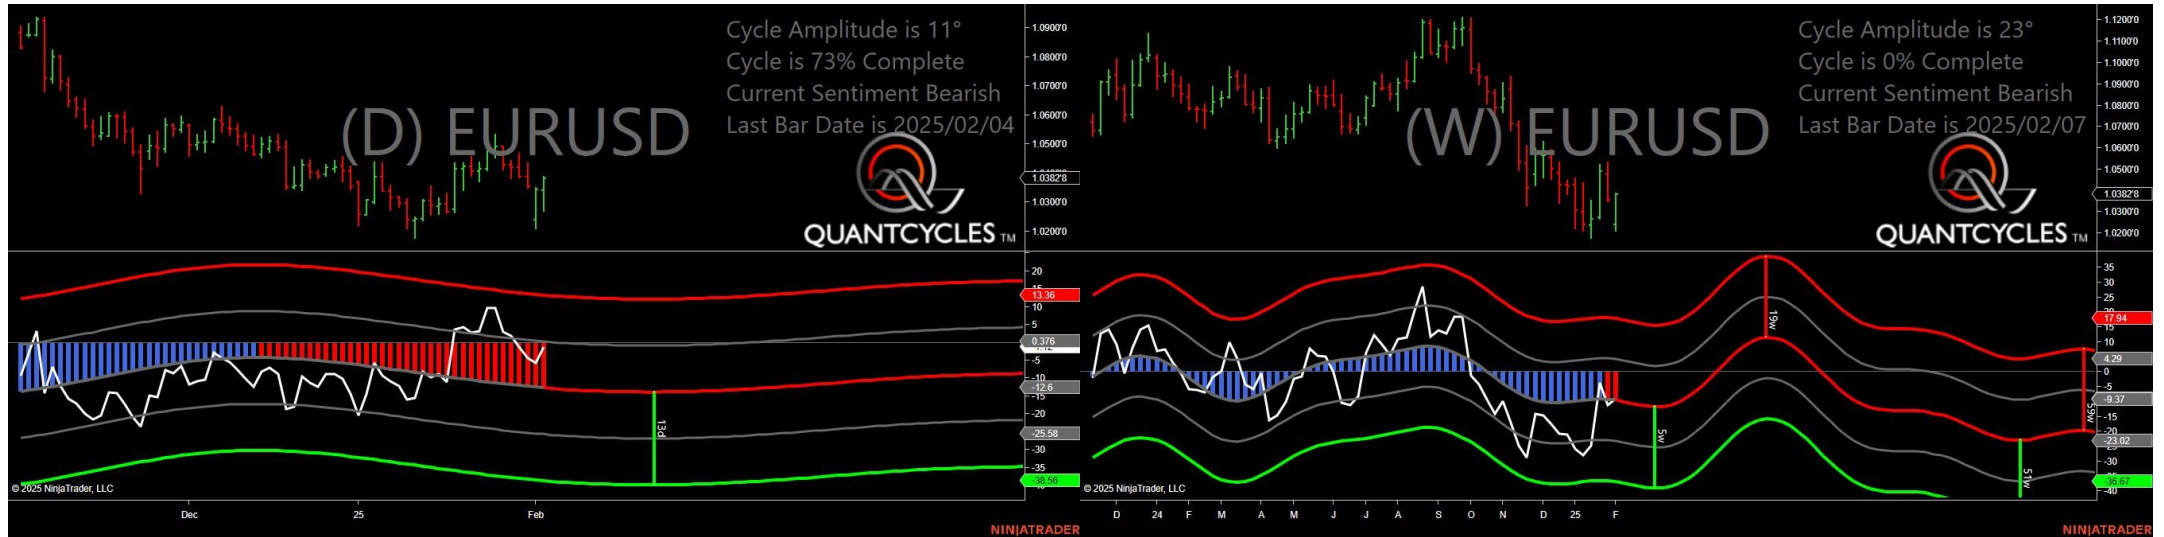 Cycle Amplitude is 11°
Cycle is 73% Complete
Current Sentiment Bearish
Last Bar Date is 2025/02/04
(D) EURUSD
QUANTCYCLES TM
1.0900'0
1.0800'0
1.0700'0
1.0600'0
1.0500'0
1.0382'8
1.0300'0
1.0200'0
20
13.36
10
5
0.376
-5
-10
-12.6
-15
-20
-25.58
-30
-35
-38.56
13d
© 2025 NinjaTrader, LLC
Dec
25
Feb
NINJATRADER
Cycle Amplitude is 23°
Cycle is 0% Complete
Current Sentiment Bearish
Last Bar Date is 2025/02/07
(W) EURUSD
QUANTCYCLES TM
1.1200'0
1.1100'0
1.1000'0
1.0900'0
1.0800'0
1.0700'0
1.0600'0
1.0500'0
1.0382'8
1.0300'0
1.0200'0
35
30
25
17.94
15
10
4.29
0
-5
-9.37
-15
-20
-23.02
-30
-36.67
-40
5w
19w
51w
59w
© 2025 NinjaTrader, LLC
D 24 F M A M J J A S O N D 25 F
NINJATRADER